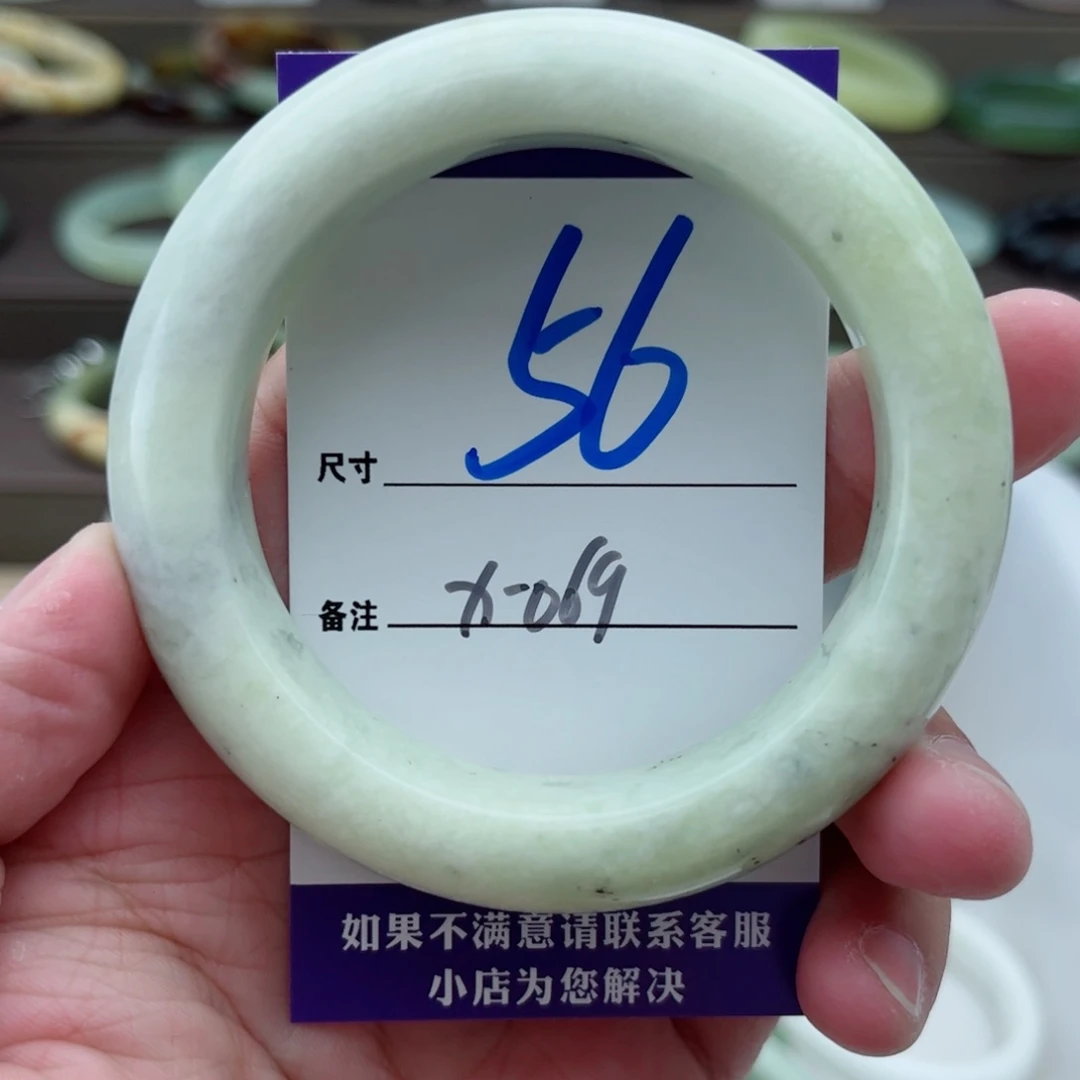 56
尺寸
x-069
备注
如果不满意请联系客服
小店为您解决